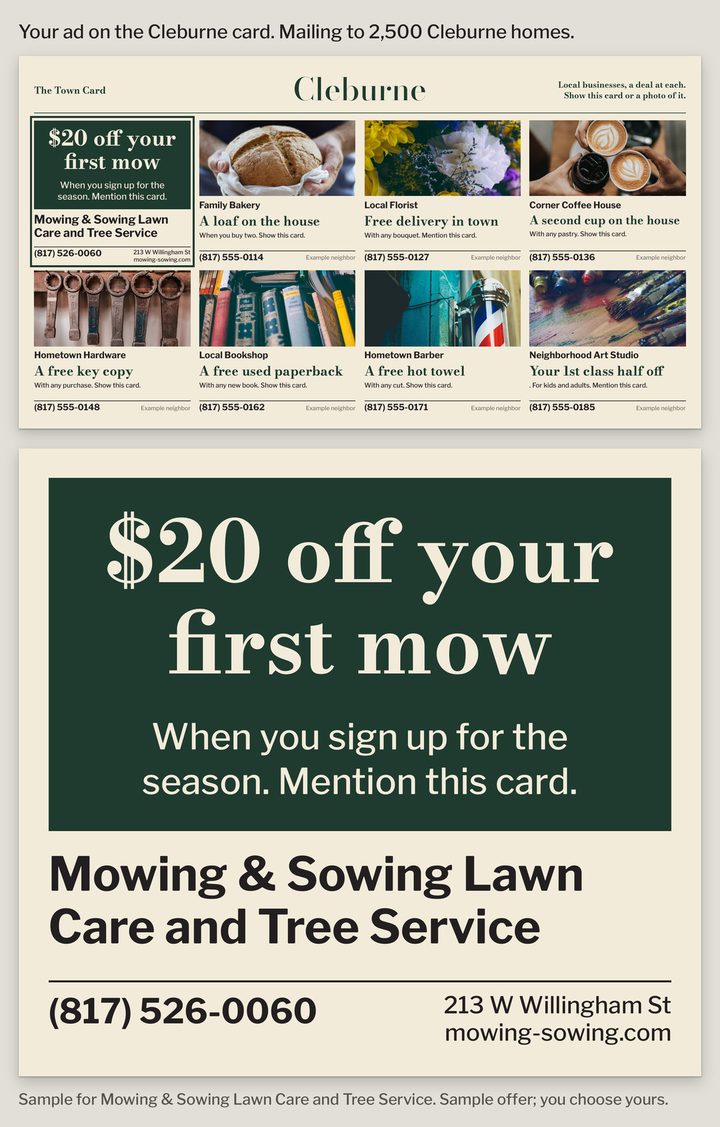 Your ad on the Cleburne card. Mailing to 2,500 Cleburne homes.
The Town Card
Cleburne
Local businesses, a deal at each.
Show this card or a photo of it.
$20 off your
first mow
When you sign up for the
season. Mention this card.
Mowing & Sowing Lawn
Care and Tree Service
(817) 526-0060
213 W Willingham St
mowing-sowing.com
Family Bakery
A loaf on the house
When you buy two. Show this card.
(817) 555-0114
Local Florist
Free delivery in town
With any bouquet. Mention this card.
(817) 555-0127
Example neighbor
Corner Coffee House
A second cup on the house
With any pastry. Show this card.
(817) 555-0136
Example neighbor
Hometown Hardware
A free key copy
With any purchase. Show this card.
(817) 555-0148
Example neighbor
Local Bookshop
A free used paperback
With any new book. Show this card.
(817) 555-0162
Example neighbor
Hometown Barber
A free hot towel
With any cut. Show this card.
(817) 555-0171
Example neighbor
Neighborhood Art Studio
Your 1st class half off
. For kids and adults. Mention this card.
(817) 555-0185
Example neighbor
$20 off your
first mow
When you sign up for the
season. Mention this card.
Mowing & Sowing Lawn
Care and Tree Service
(817) 526-0060
213 W Willingham St
mowing-sowing.com
Sample for Mowing & Sowing Lawn Care and Tree Service. Sample offer; you choose yours.